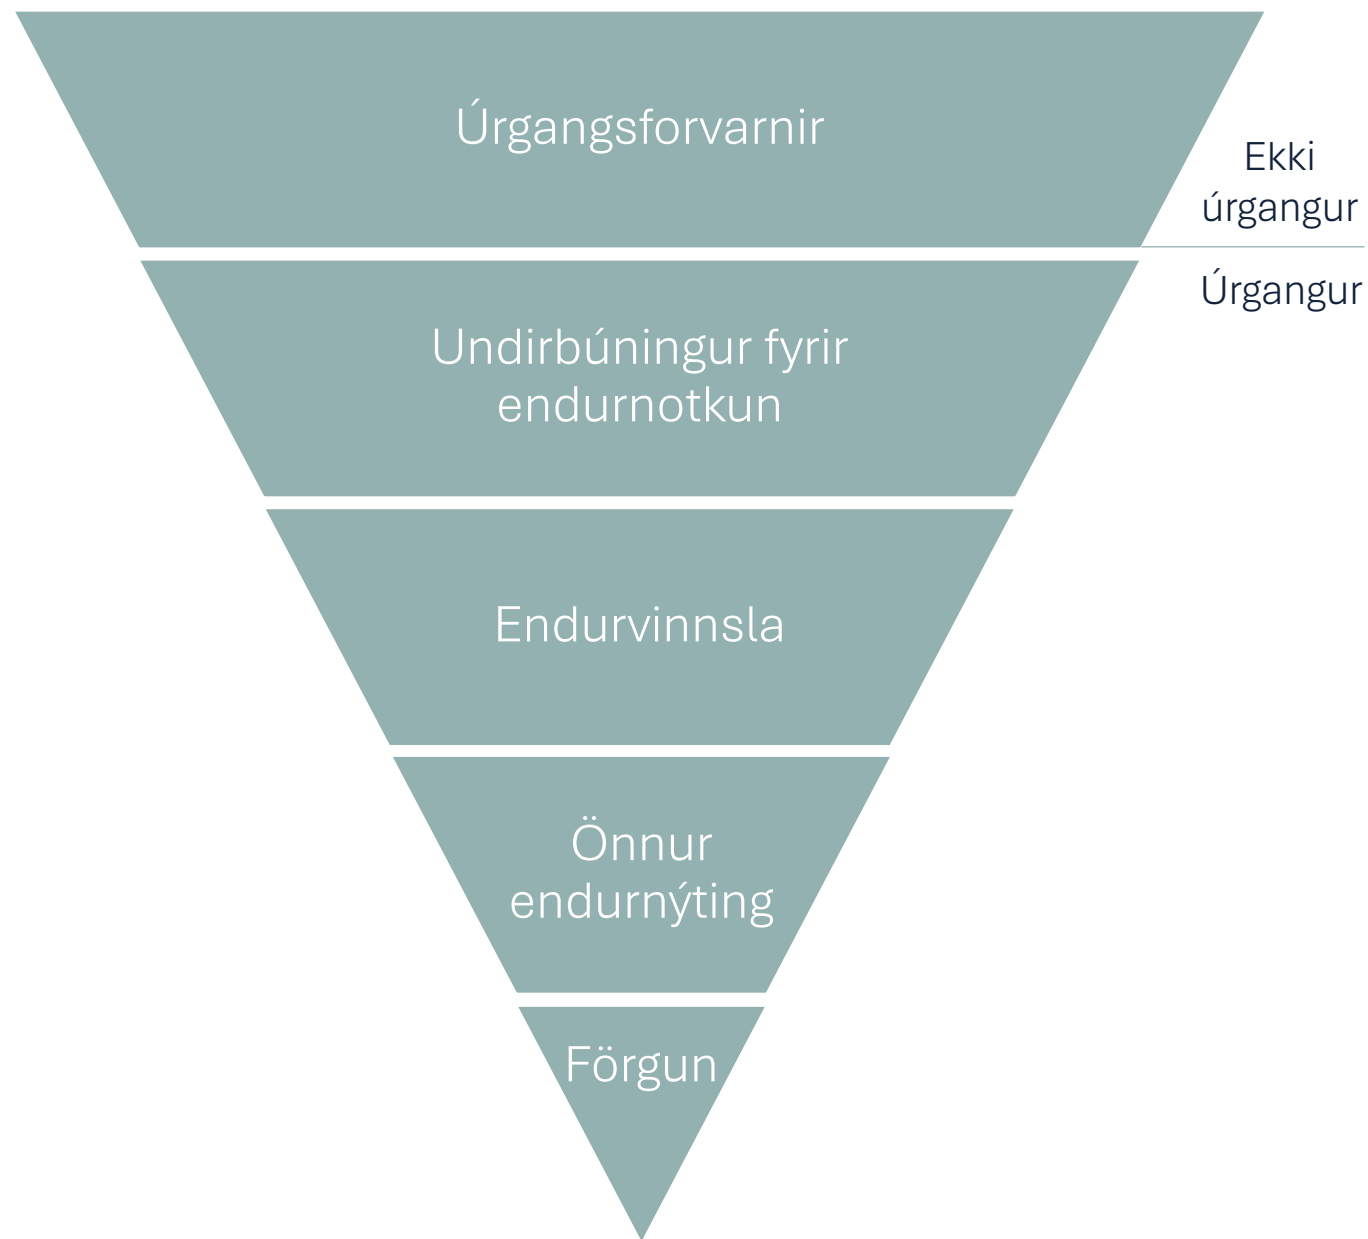 Úrgangsforvarnir
Ekki
úrgangur
Úrgangur
Undirbúningur fyrir
endurnotkun
Endurvinnsla
Önnur
endurnýting
Förgun